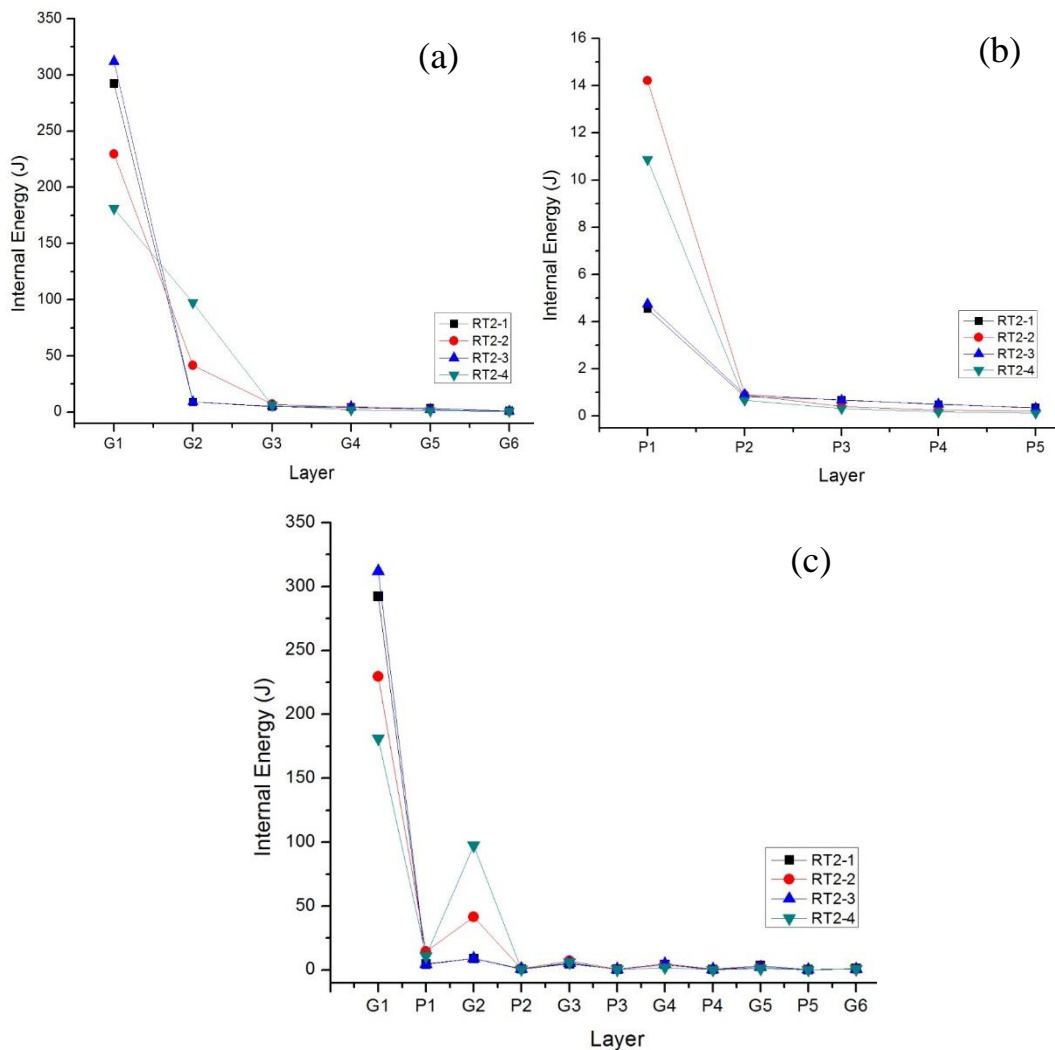 (a)
350
300
250
200
150
100
50
0
Internal Energy (J)
G1 G2 G3 G4 G5 G6
Layer
RT2-1
RT2-2
RT2-3
RT2-4
(b)
16
14
12
10
8
6
4
2
0
Internal Energy (J)
P1 P2 P3 P4 P5
Layer
RT2-1
RT2-2
RT2-3
RT2-4
(c)
350
300
250
200
150
100
50
0
Internal Energy (J)
G1 P1 G2 P2 G3 P3 G4 P4 G5 P5 G6
Layer
RT2-1
RT2-2
RT2-3
RT2-4